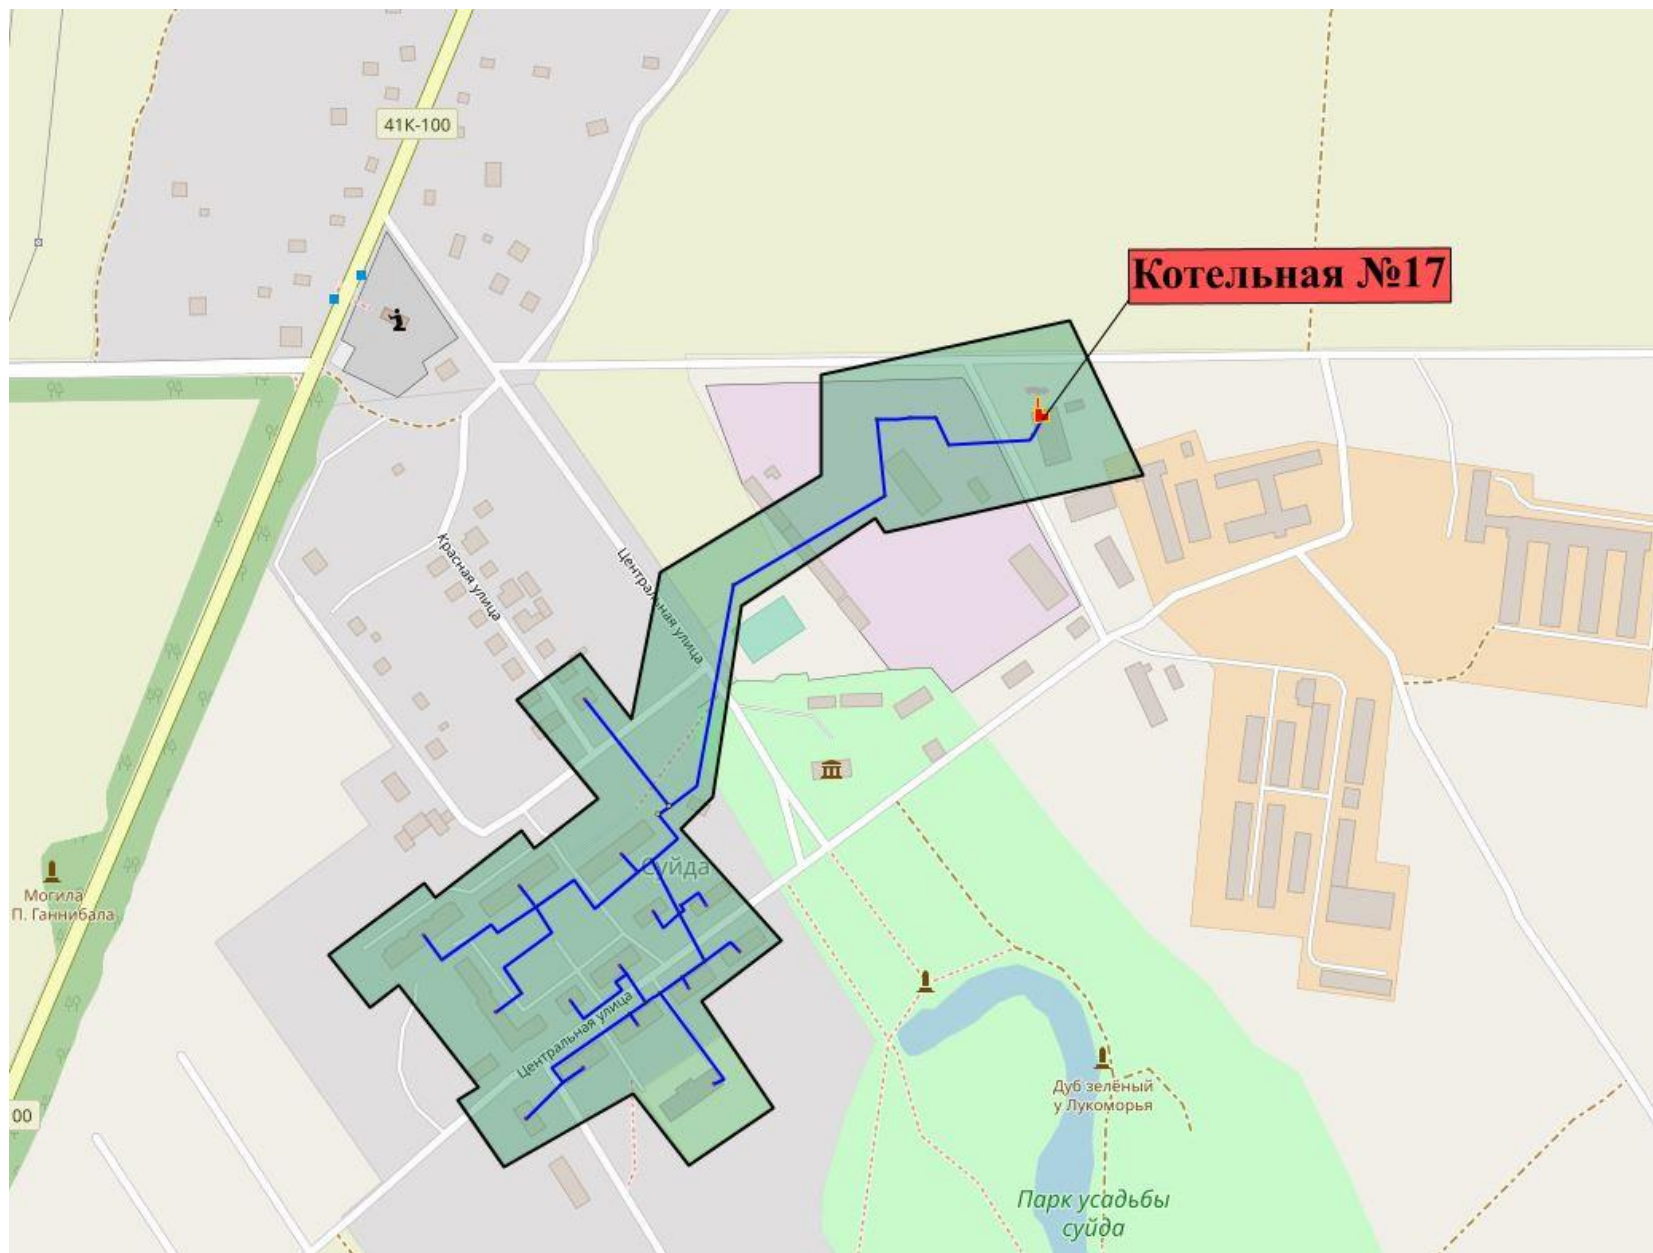 41К-100
Котельная №17
Красная улица
Центральная улица
Суйда
Могила
П. Ганнибала
Центральная улица
00
Дуб зелёный
у Лукоморья
Парк усадьбы
суйда